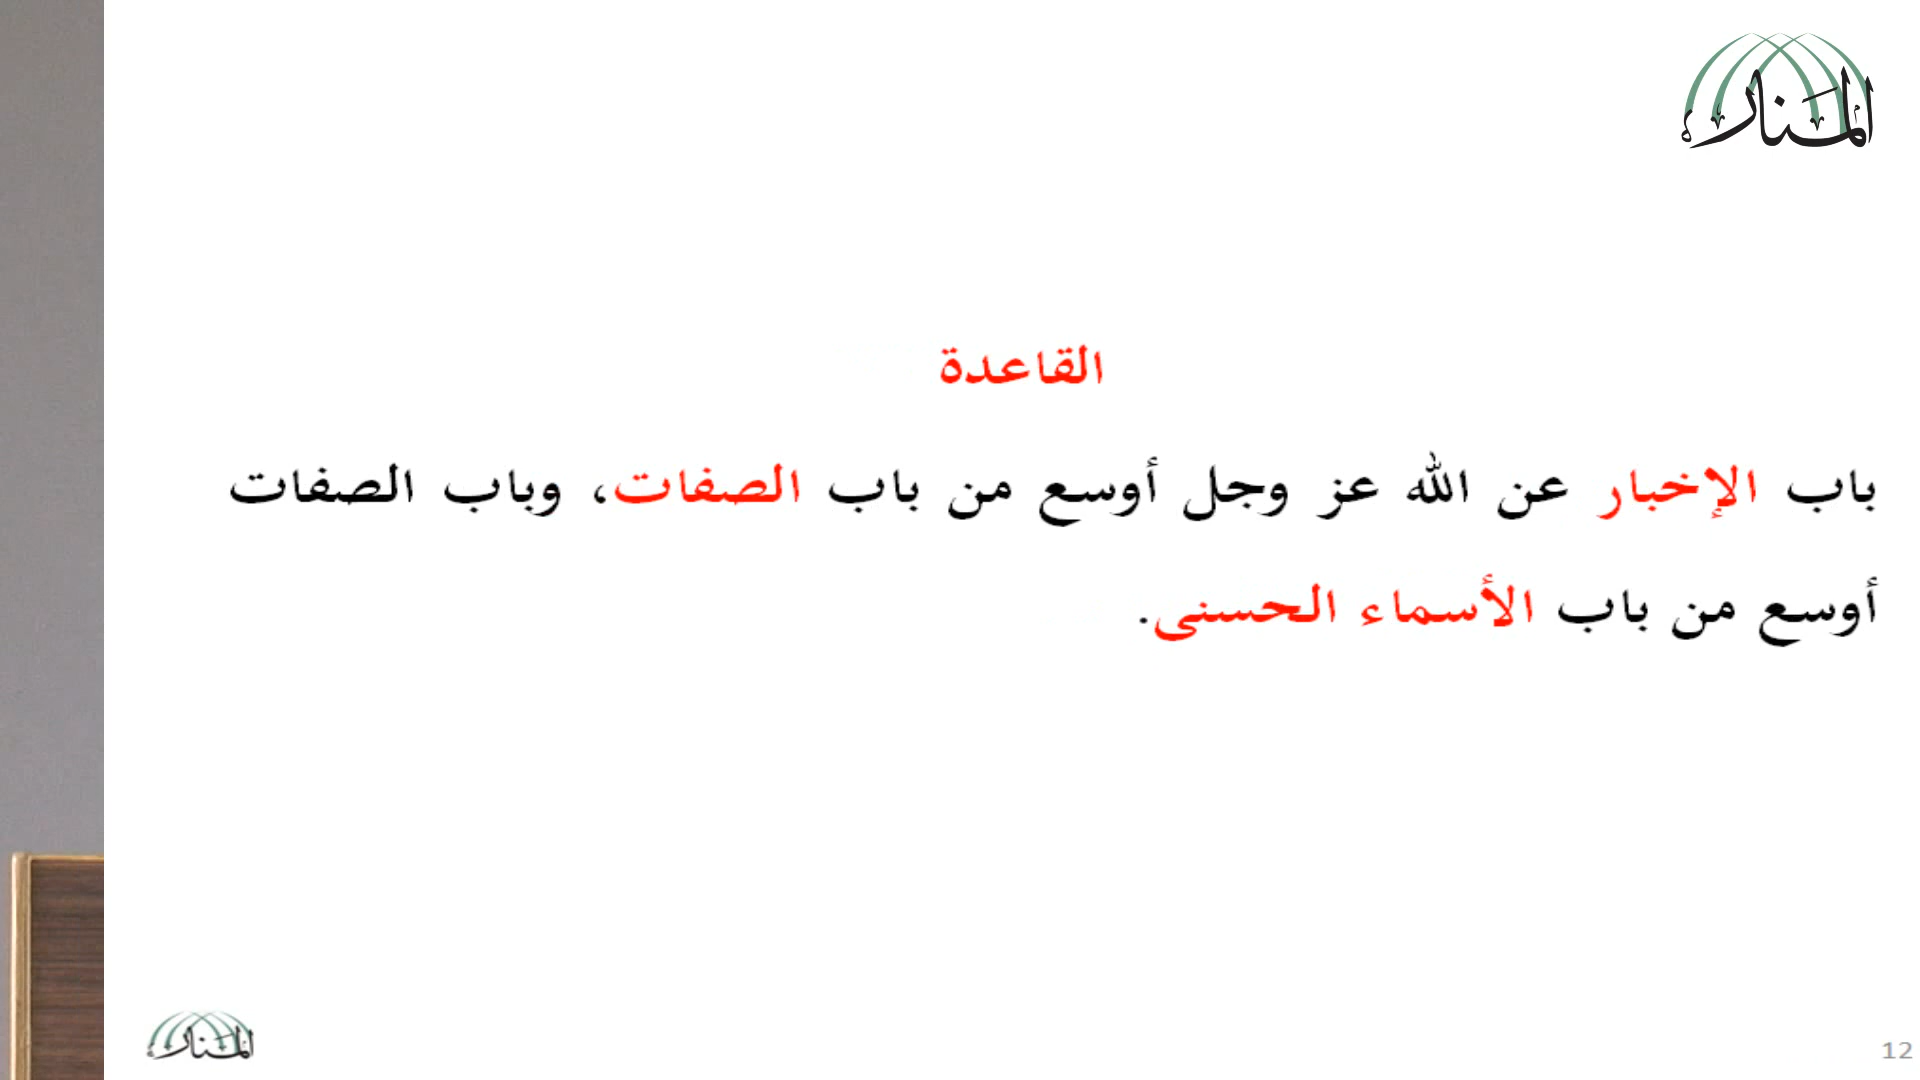 المنار
القاعدة
باب الإخبار عن الله عز وجل أوسع من باب الصفات، وباب الصفات
أوسع من باب الأسماء الحسنى.
المنار
12